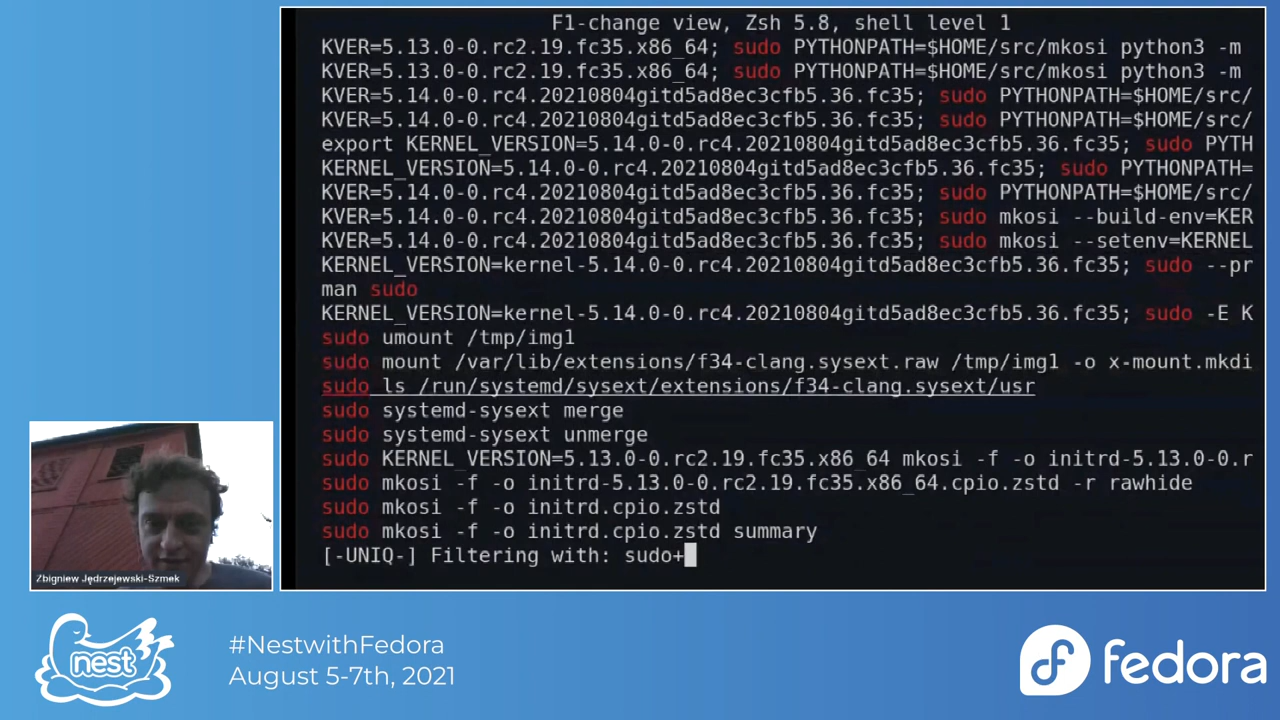 F1-change view, Zsh 5.8, shell level 1
KVER=5.13.0-0.rc2.19.fc35.x86_64; sudo PYTHONPATH=$HOME/src/mkosi python3 -m
KVER=5.13.0-0.rc2.19.fc35.x86_64; sudo PYTHONPATH=$HOME/src/mkosi python3 -m
KVER=5.14.0-0.rc4.20210804gitd5ad8ec3cfb5.36.fc35; sudo PYTHONPATH=$HOME/src/
KVER=5.14.0-0.rc4.20210804gitd5ad8ec3cfb5.36.fc35; sudo PYTHONPATH=$HOME/src/
export KERNEL_VERSION=5.14.0-0.rc4.20210804gitd5ad8ec3cfb5.36.fc35; sudo PYTH
KERNEL_VERSION=5.14.0-0.rc4.20210804gitd5ad8ec3cfb5.36.fc35; sudo PYTHONPATH=
KVER=5.14.0-0.rc4.20210804gitd5ad8ec3cfb5.36.fc35; sudo PYTHONPATH=$HOME/src/
KVER=5.14.0-0.rc4.20210804gitd5ad8ec3cfb5.36.fc35; sudo mkosi --build-env=KER
KVER=5.14.0-0.rc4.20210804gitd5ad8ec3cfb5.36.fc35; sudo mkosi --setenv=KERNEL
KERNEL_VERSION=kernel-5.14.0-0.rc4.20210804gitd5ad8ec3cfb5.36.fc35; sudo --pr
man sudo
KERNEL_VERSION=kernel-5.14.0-0.rc4.20210804gitd5ad8ec3cfb5.36.fc35; sudo -E K
sudo umount /tmp/img1
sudo mount /var/lib/extensions/f34-clang.sysext.raw /tmp/img1 -o x-mount.mkdi
sudo ls /run/systemd/sysext/extensions/f34-clang.sysext/usr
sudo systemd-sysext merge
sudo systemd-sysext unmerge
sudo KERNEL_VERSION=5.13.0-0.rc2.19.fc35.x86_64 mkosi -f -o initrd-5.13.0-0.r
sudo mkosi -f -o initrd-5.13.0-0.rc2.19.fc35.x86_64.cpio.zstd -r rawhide
sudo mkosi -f -o initrd.cpio.zstd
sudo mkosi -f -o initrd.cpio.zstd summary
[-UNIQ-] Filtering with: sudo+
Zbigniew Jędrzejewski-Szmek
nest
#NestwithFedora
August 5-7th, 2021
fedora